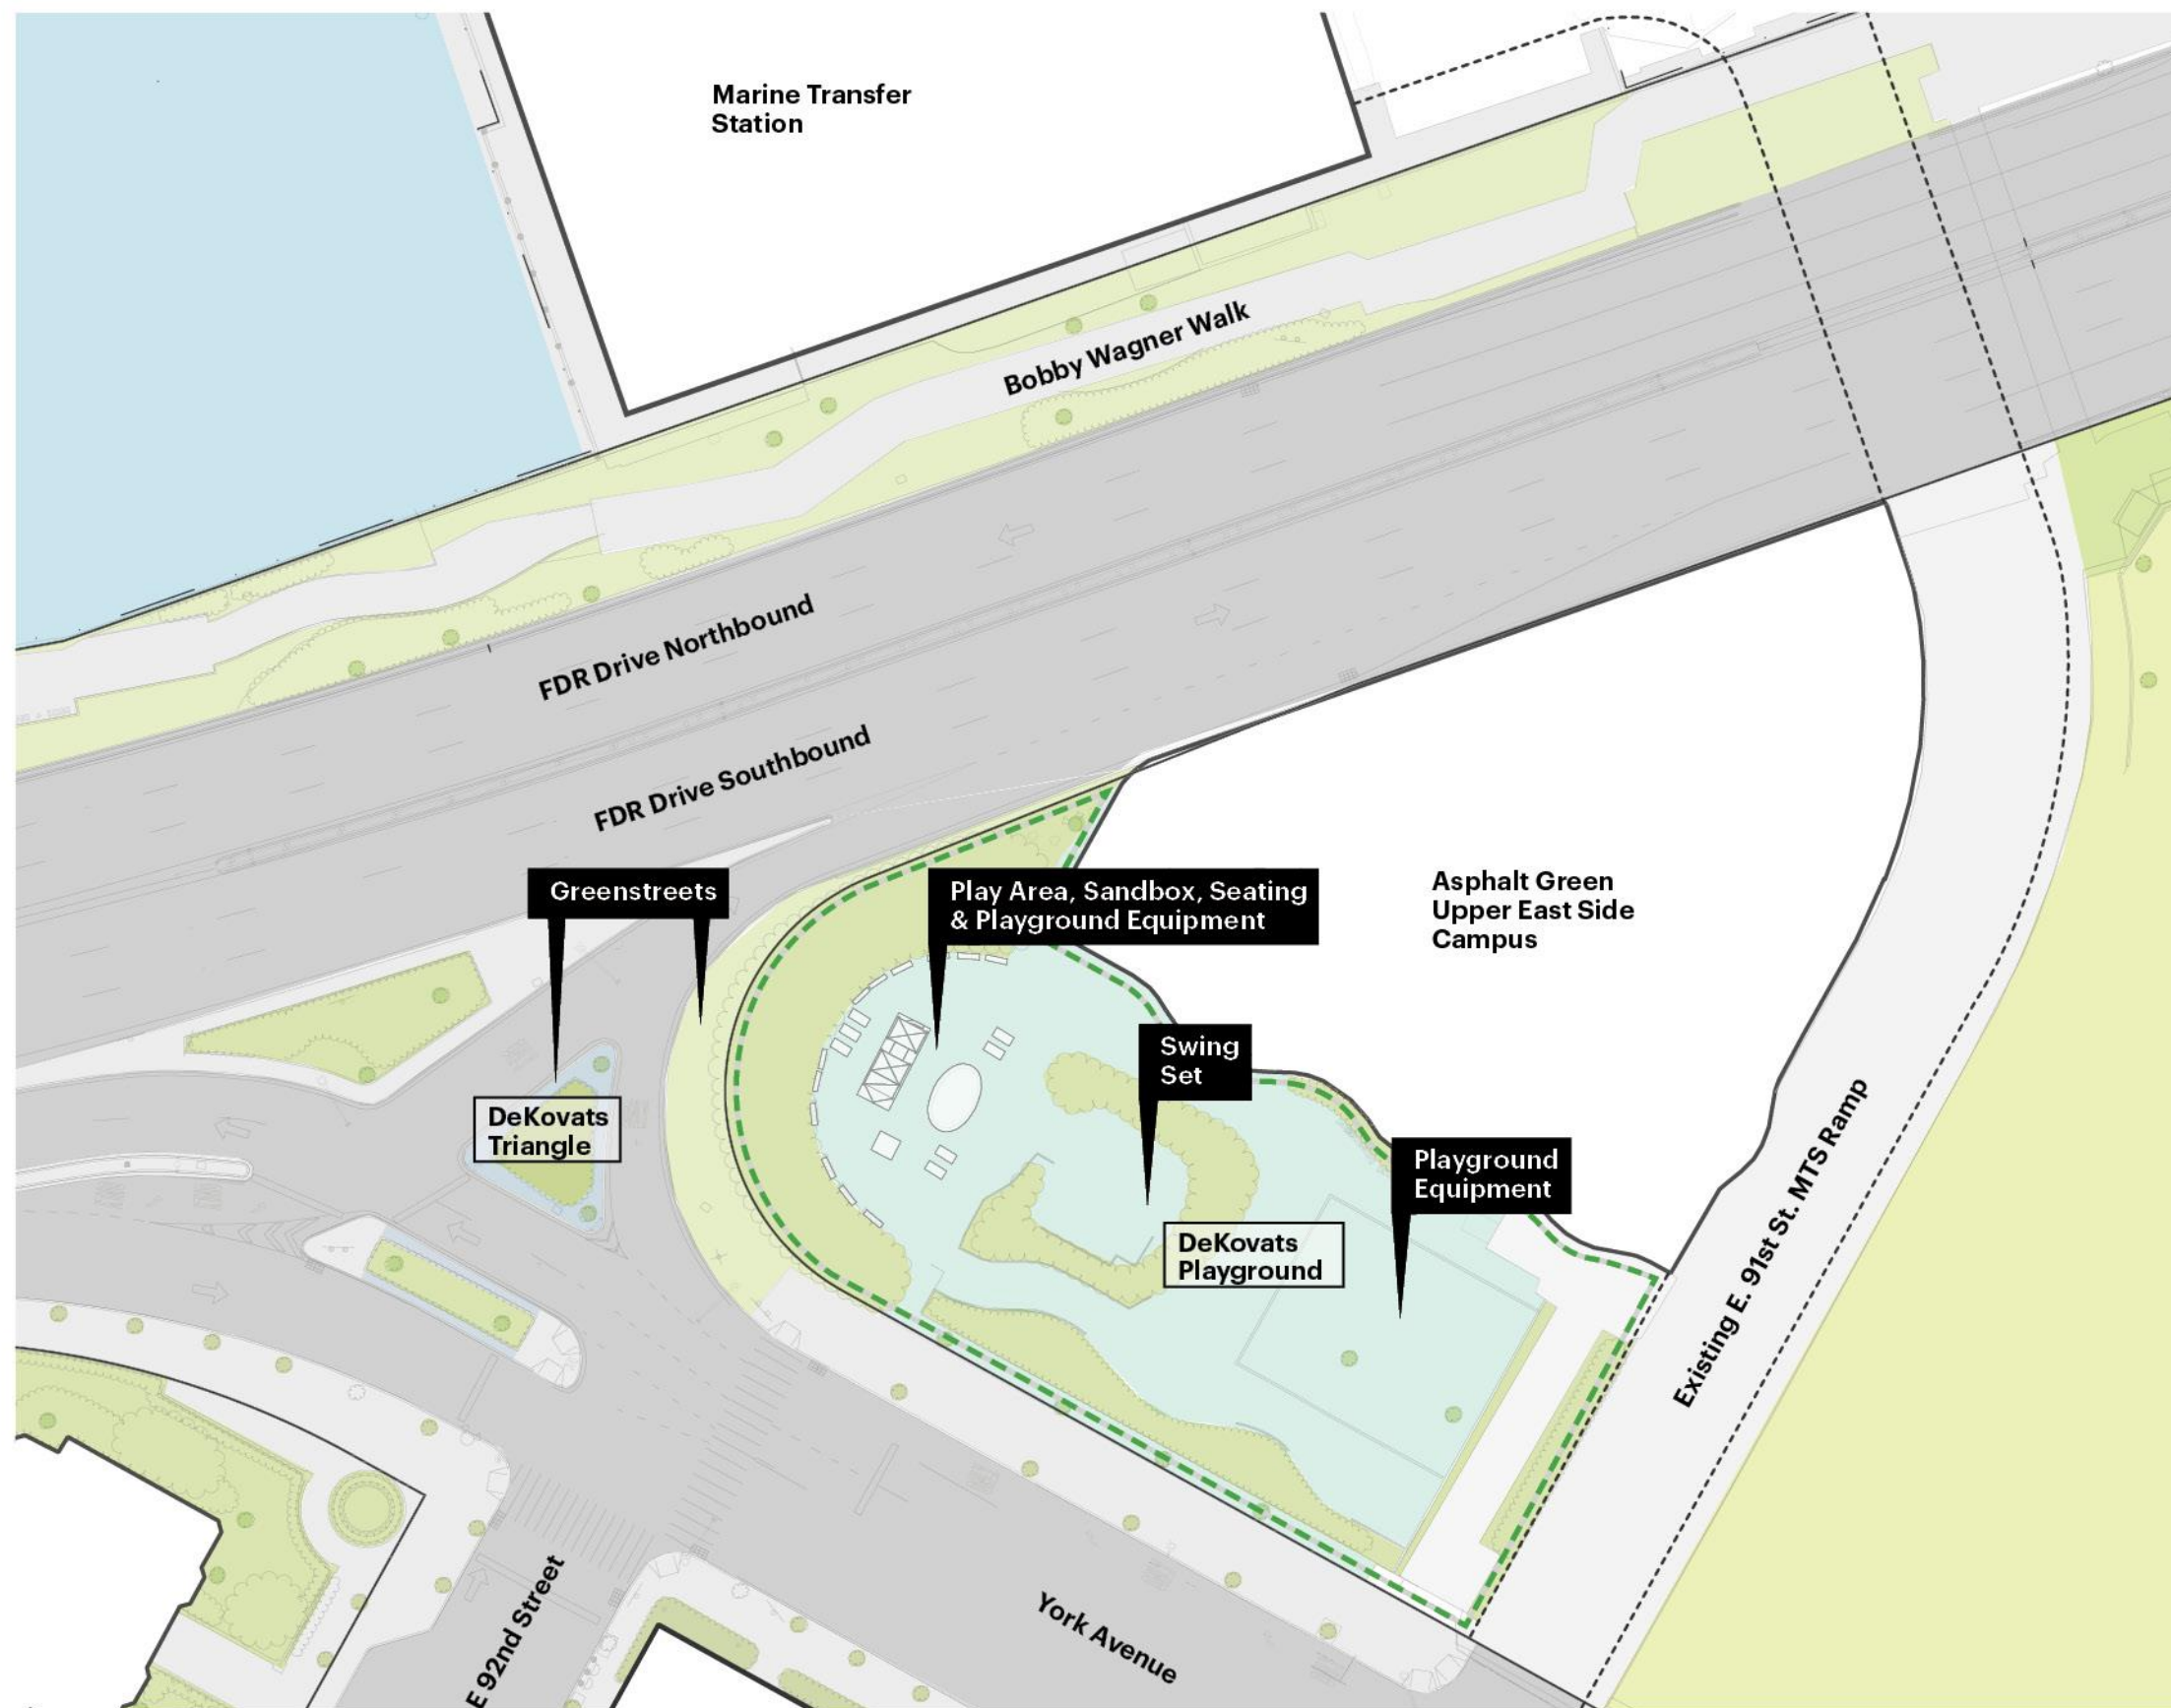 Marine Transfer
Station
Bobby Wagner Walk
FDR Drive Northbound
FDR Drive Southbound
Greenstreets
Play Area, Sandbox, Seating
& Playground Equipment
Asphalt Green
Upper East Side
Campus
Swing
Set
DeKovats
Triangle
Playground
Equipment
DeKovats
Playground
Existing E. 91st St. MTS Ramp
E 92nd Street
York Avenue